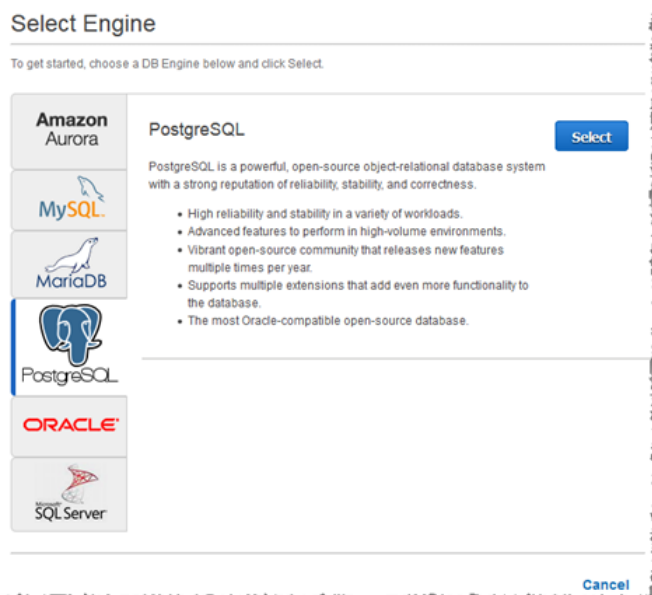 Select Engine
To get started, choose a DB Engine below and click Select.
Amazon
Aurora
MySQL.
MariaDB
PostgreSQL
ORACLE
Microsoft
SQL Server
PostgreSQL
Select
PostgreSQL is a powerful, open-source object-relational database system
with a strong reputation of reliability, stability, and correctness.
• High reliability and stability in a variety of workloads.
• Advanced features to perform in high-volume environments.
• Vibrant open-source community that releases new features
multiple times per year.
• Supports multiple extensions that add even more functionality to
the database.
• The most Oracle-compatible open-source database.
Cancel